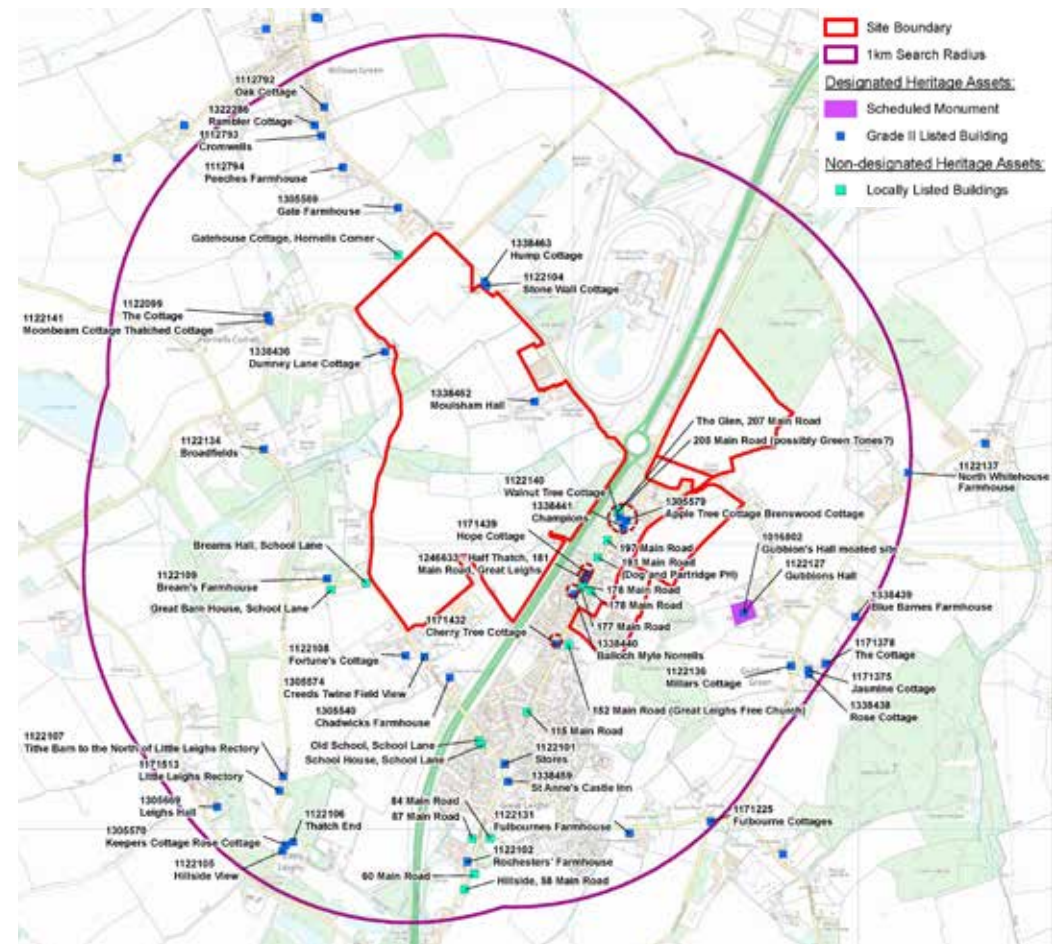 Site Boundary
1km Search Radius
Designated Heritage Assets:
Scheduled Monument
Grade II Listed Building
Non-designated Heritage Assets:
Locally Listed Buildings
1112792
Oak Cottage
1322286
Rambler Cottage
1112793
Cromwells
1112794
Peeches Farmhouse
1305569
Gate Farmhouse
Gatehouse Cottage, Hornells Corner
1338463
Hump Cottage
1122104
Stone Wall Cottage
1122099
The Cottage
1122141
Moonbeam Cottage Thatched Cottage
1338436
Dumney Lane Cottage
1338462
Moulsham Hall
The Glen, 207 Main Road
208 Main Road (possibly Green Tones?)
1122134
Broadfields
1122140
Walnut Tree Cottage
1338441
Champions
1305579
Apple Tree Cottage Brenswood Cottage
1122137
North Whitehouse
Farmhouse
1171439
Hope Cottage
1246633 Half Thatch, 181
Main Road, Great Leighs
197 Main Road
191 Main Road
(Dog and Partridge PH)
1016802
Gubbion's Hall moated site
1122127
Gubbions Hall
Breams Hall, School Lane
1122109
Bream's Farmhouse
Great Barn House, School Lane
178 Main Road
176 Main Road
177 Main Road
1338439
Blue Barnes Farmhouse
1171432
Cherry Tree Cottage
1338440
Balloch Myle Norrells
1122108
Fortune's Cottage
1305574
Creeds Twine Field View
1305540
Chadwicks Farmhouse
1122136
Millars Cottage
1171378
The Cottage
1171375
Jasmine Cottage
1338438
Rose Cottage
152 Main Road (Great Leighs Free Church)
115 Main Road
Old School, School Lane
School House, School Lane
1122101
Stores
1338459
St Anne's Castle Inn
1122107
Tithe Barn to the North of Little Leighs Rectory
1171513
Little Leighs Rectory
1305669
Leighs Hall
1122106
Thatch End
1305570
Keepers Cottage Rose Cottage
1122105
Hillside View
84 Main Road
87 Main Road
1122131
Fulbournes Farmhouse
1171225
Fulbourne Cottages
1122102
Rochesters' Farmhouse
60 Main Road
Hillside, 58 Main Road
Willows Green
Hornells Corner